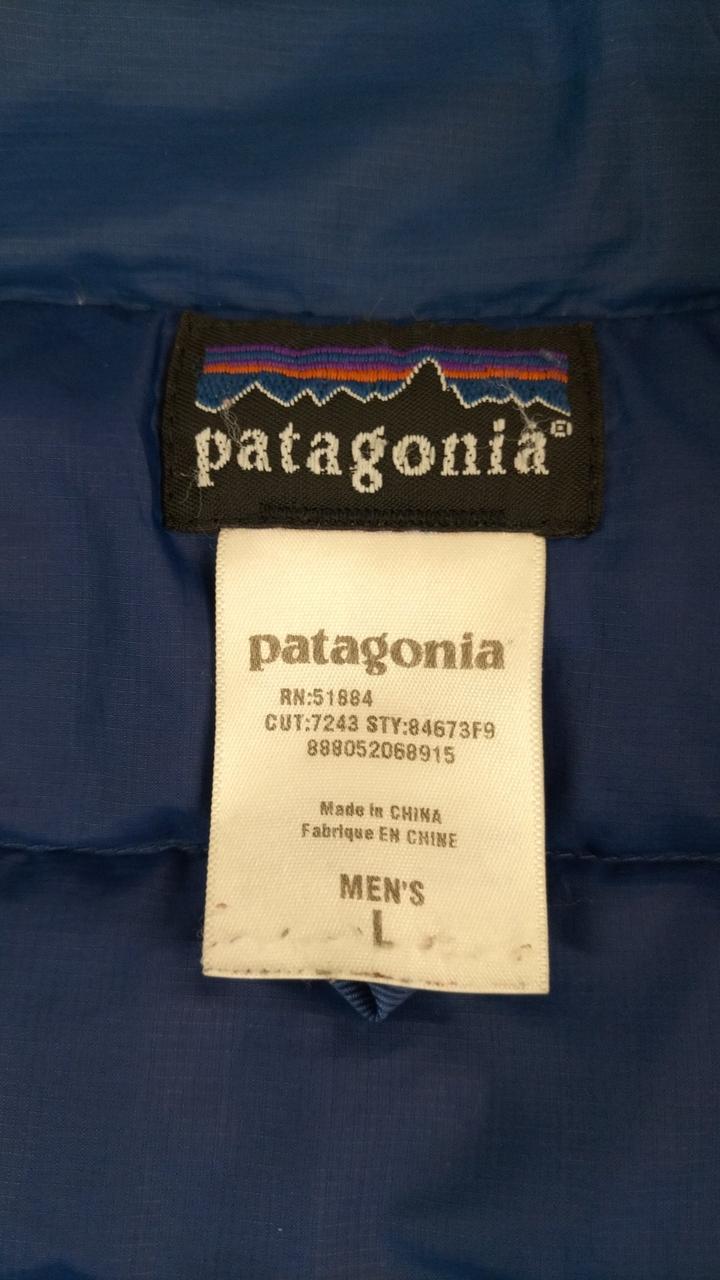 patagonia®
patagonia
RN:51884
CUT:7243 STY:84673F9
888052068915
Made in CHINA
Fabrique EN CHINE
MEN'S
L